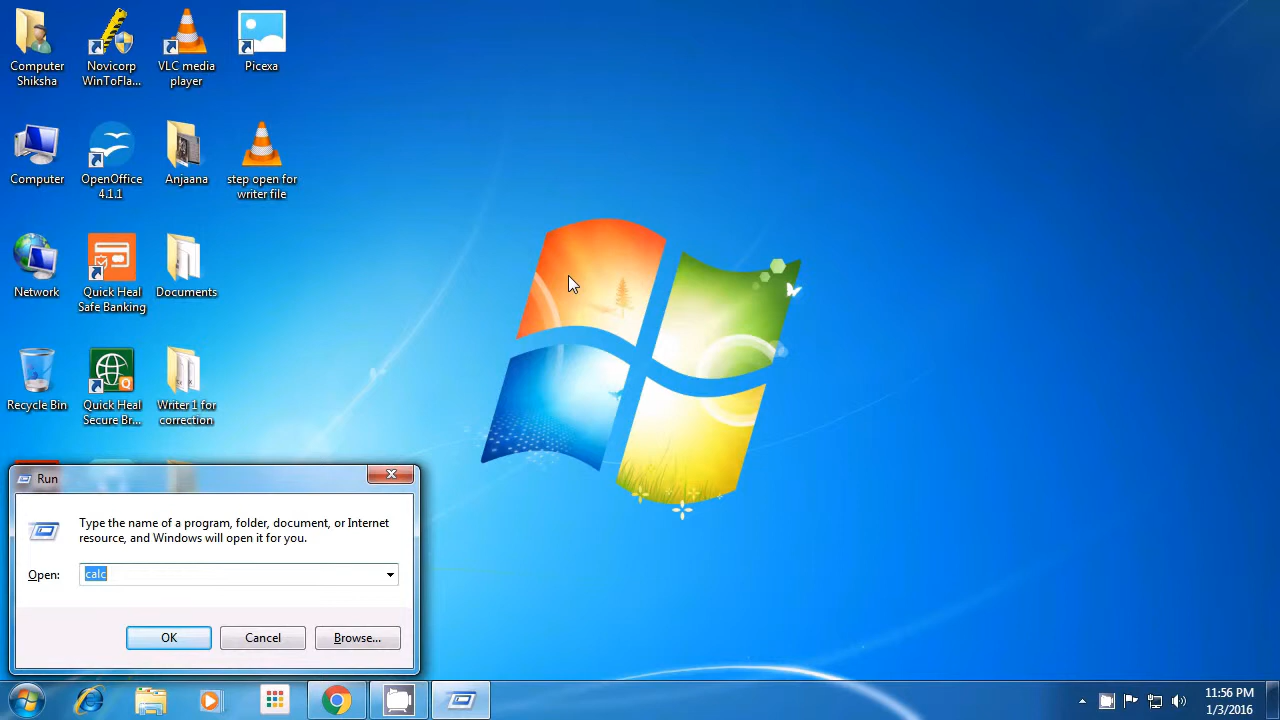 Computer
Shiksha
Novicorp
WinToFla...
VLC media
player
Picexa
Computer
OpenOffice
4.1.1
Anjaana
step open for
writer file
Network
Quick Heal
Safe Banking
Documents
Recycle Bin
Quick Heal
Secure Br...
Writer 1 for
correction
Run
Type the name of a program, folder, document, or Internet
resource, and Windows will open it for you.
Open:
calc
OK
Cancel
Browse...
11:56 PM
1/3/2016